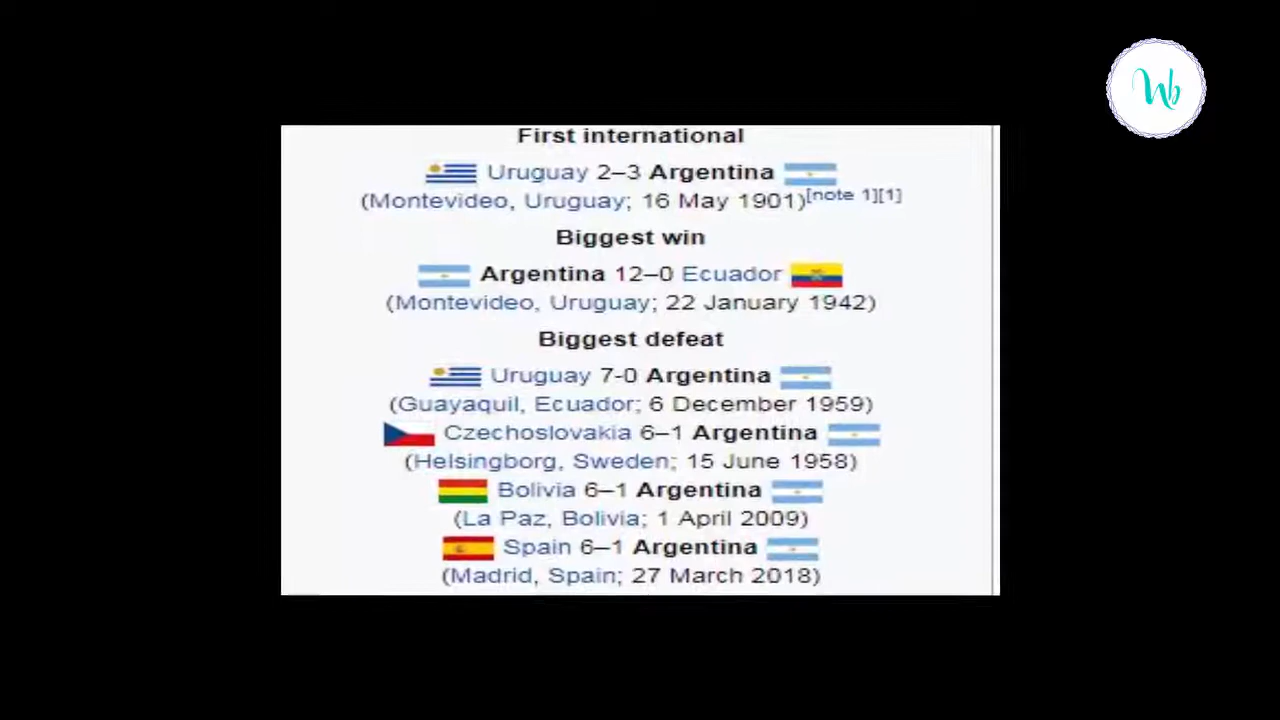 Wb
First international
Uruguay 2–3 Argentina
(Montevideo, Uruguay; 16 May 1901)[note 1][1]
Biggest win
Argentina 12–0 Ecuador
(Montevideo, Uruguay; 22 January 1942)
Biggest defeat
Uruguay 7-0 Argentina
(Guayaquil, Ecuador; 6 December 1959)
Czechoslovakia 6–1 Argentina
(Helsingborg, Sweden; 15 June 1958)
Bolivia 6–1 Argentina
(La Paz, Bolivia; 1 April 2009)
Spain 6–1 Argentina
(Madrid, Spain; 27 March 2018)